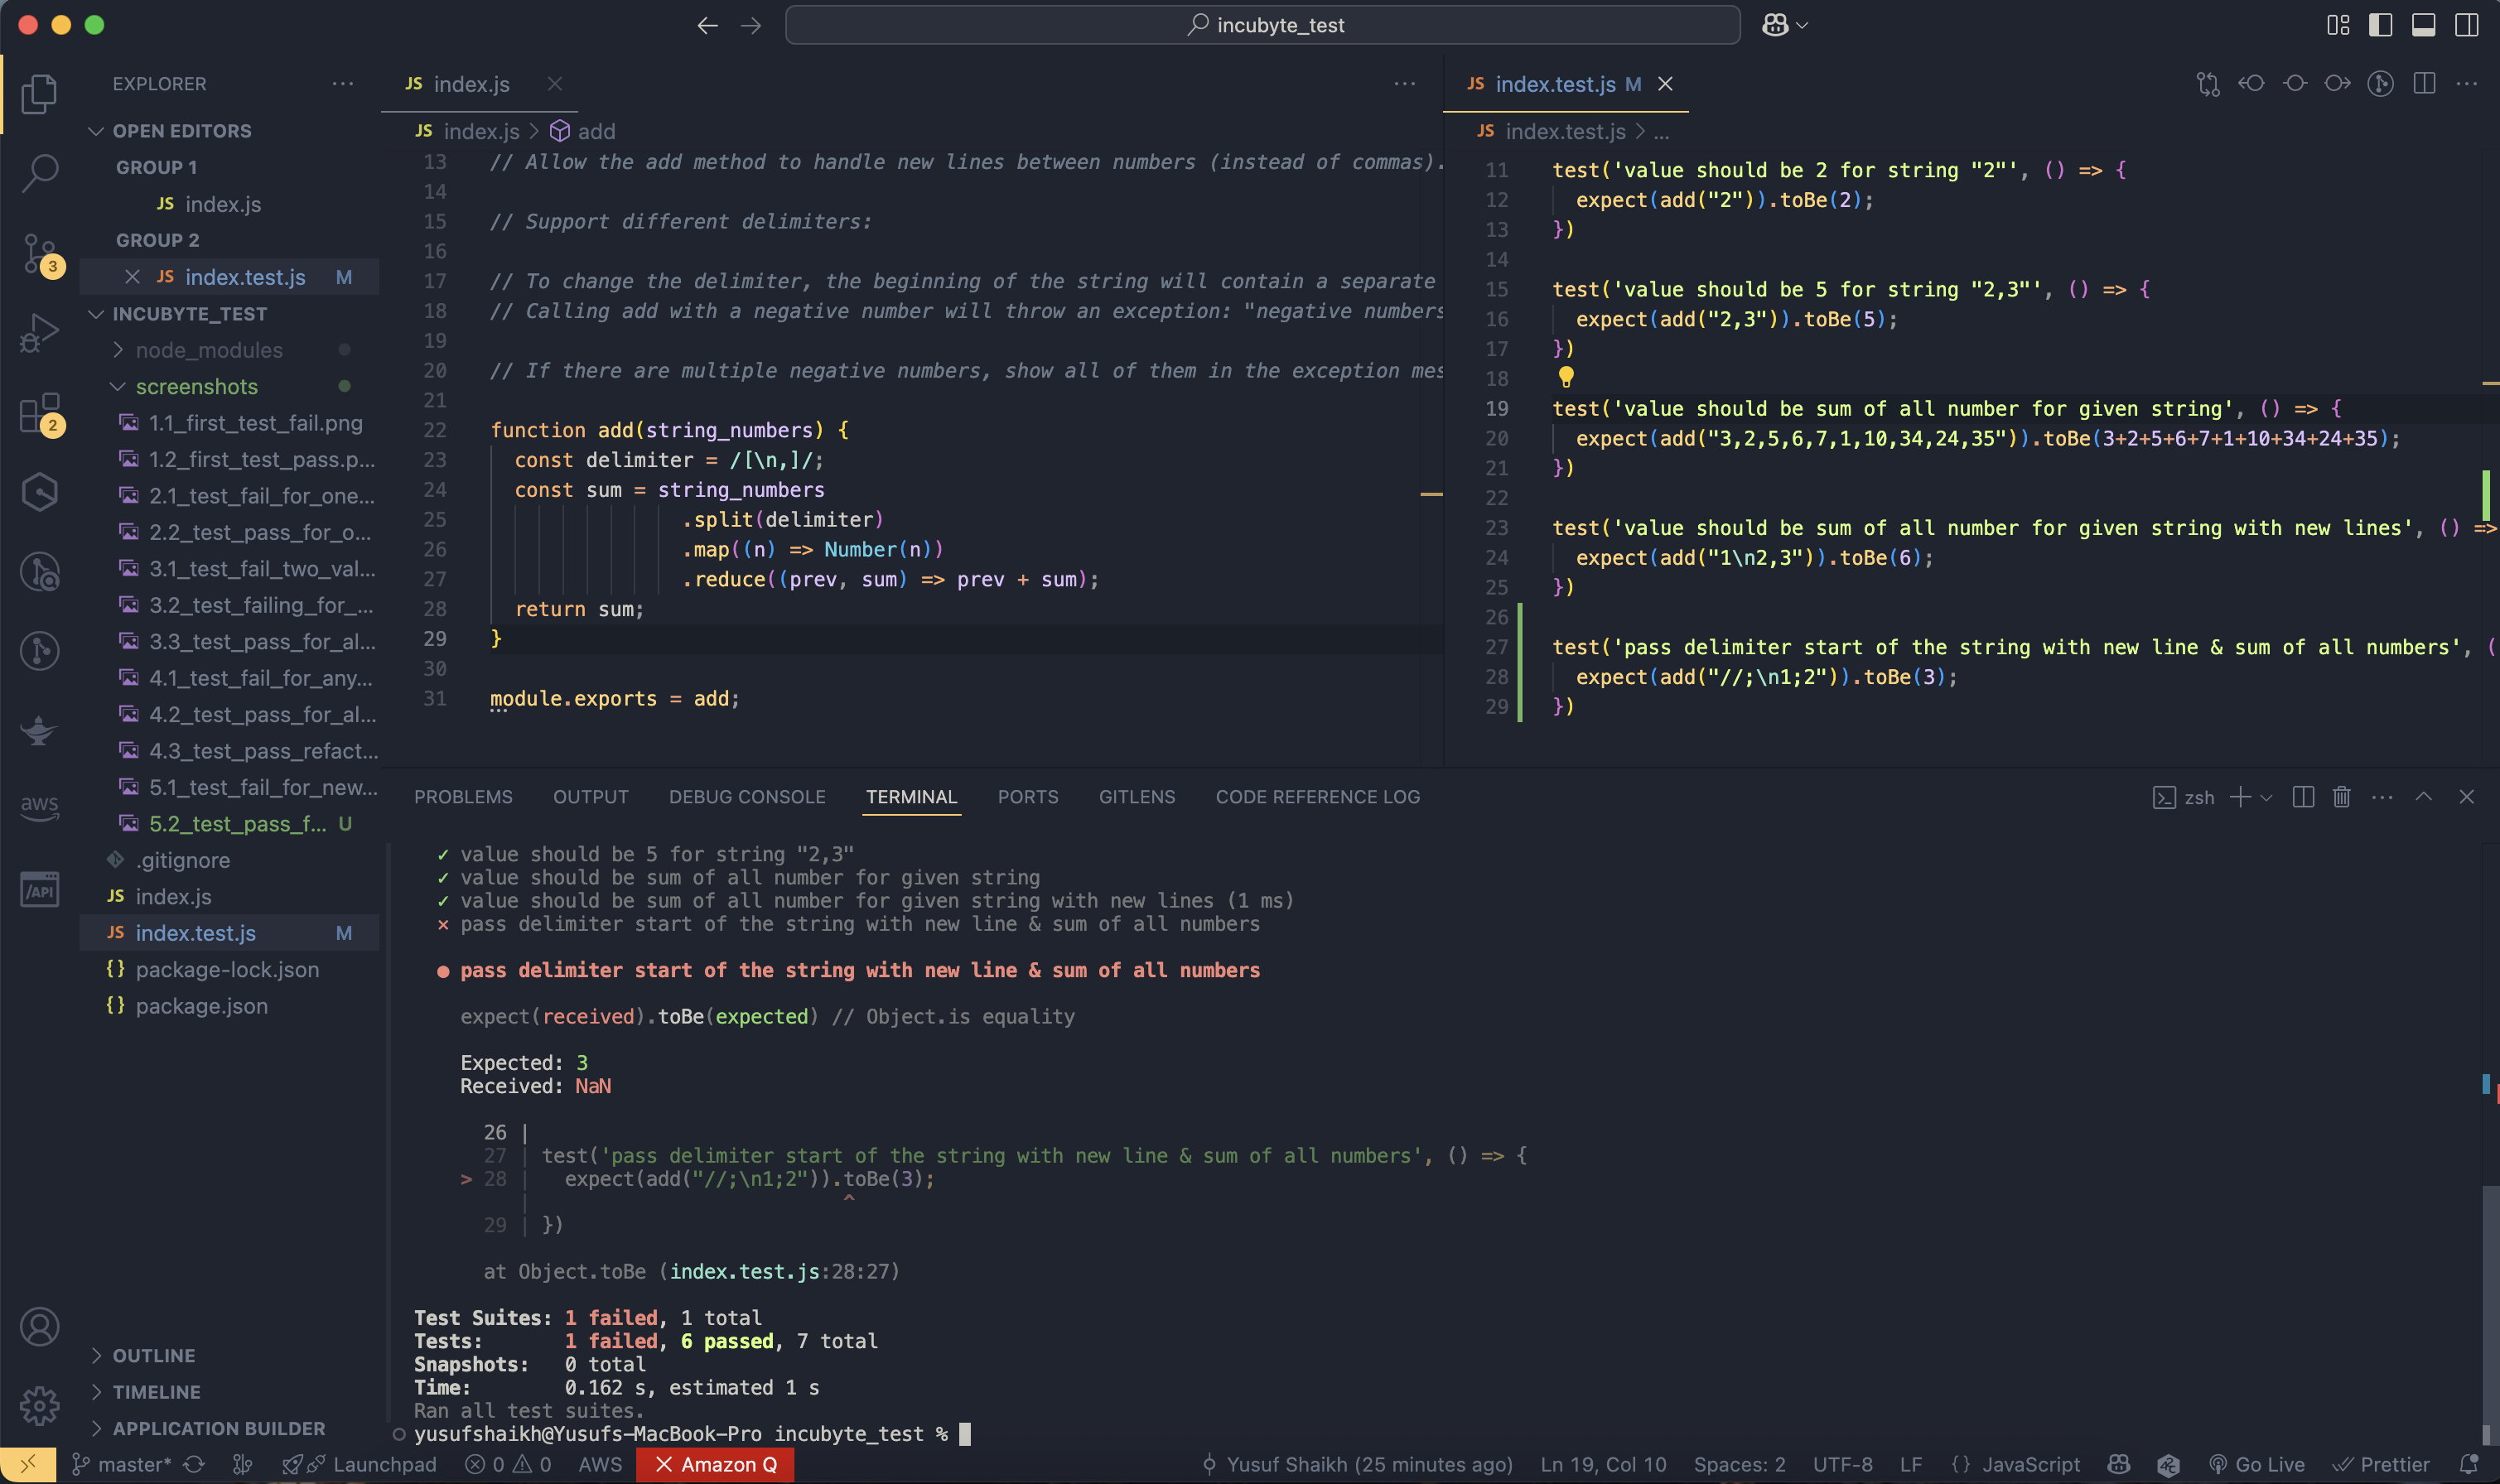 incubyte_test
EXPLORER
OPEN EDITORS
GROUP 1
JS index.js
GROUP 2
JS index.test.js M
INCUBYTE_TEST
node_modules
screenshots
1.1_first_test_fail.png
1.2_first_test_pass.p...
2.1_test_fail_for_one...
2.2_test_pass_for_o...
3.1_test_fail_two_val...
3.2_test_failing_for_...
3.3_test_pass_for_al...
4.1_test_fail_for_any...
4.2_test_pass_for_al...
4.3_test_pass_refact...
5.1_test_fail_for_new...
5.2_test_pass_f... U
.gitignore
JS index.js
JS index.test.js M
{} package-lock.json
{} package.json
OUTLINE
TIMELINE
APPLICATION BUILDER
3
2
aws
/API
JS index.js
JS index.js > add
13 // Allow the add method to handle new lines between numbers (instead of commas).
14
15 // Support different delimiters:
16
17 // To change the delimiter, the beginning of the string will contain a separate
18 // Calling add with a negative number will throw an exception: "negative numbers
19
20 // If there are multiple negative numbers, show all of them in the exception mes
21
22 function add(string_numbers) {
23 const delimiter = /[\n,]/;
24 const sum = string_numbers
25 .split(delimiter)
26 .map((n) => Number(n))
27 .reduce((prev, sum) => prev + sum);
28 return sum;
29 }
30
31 module.exports = add;
JS index.test.js M
JS index.test.js > ...
11 test('value should be 2 for string "2"', () => {
12 expect(add("2")).toBe(2);
13 })
14
15 test('value should be 5 for string "2,3"', () => {
16 expect(add("2,3")).toBe(5);
17 })
18
19 test('value should be sum of all number for given string', () => {
20 expect(add("3,2,5,6,7,1,10,34,24,35")).toBe(3+2+5+6+7+1+10+34+24+35);
21 })
22
23 test('value should be sum of all number for given string with new lines', () =>
24 expect(add("1\n2,3")).toBe(6);
25 })
26
27 test('pass delimiter start of the string with new line & sum of all numbers', (
28 expect(add("//;\n1;2")).toBe(3);
29 })
PROBLEMS OUTPUT DEBUG CONSOLE TERMINAL PORTS GITLENS CODE REFERENCE LOG zsh
✓ value should be 5 for string "2,3"
✓ value should be sum of all number for given string
✓ value should be sum of all number for given string with new lines (1 ms)
✕ pass delimiter start of the string with new line & sum of all numbers
● pass delimiter start of the string with new line & sum of all numbers
expect(received).toBe(expected) // Object.is equality
Expected: 3
Received: NaN
26 |
27 | test('pass delimiter start of the string with new line & sum of all numbers', () => {
> 28 | expect(add("//;\n1;2")).toBe(3);
| ^
29 | })
at Object.toBe (index.test.js:28:27)
Test Suites: 1 failed, 1 total
Tests: 1 failed, 6 passed, 7 total
Snapshots: 0 total
Time: 0.162 s, estimated 1 s
Ran all test suites.
yusufshaikh@Yusufs-MacBook-Pro incubyte_test %
master* Launchpad 0 0 AWS Amazon Q Yusuf Shaikh (25 minutes ago) Ln 19, Col 10 Spaces: 2 UTF-8 LF {} JavaScript Go Live Prettier